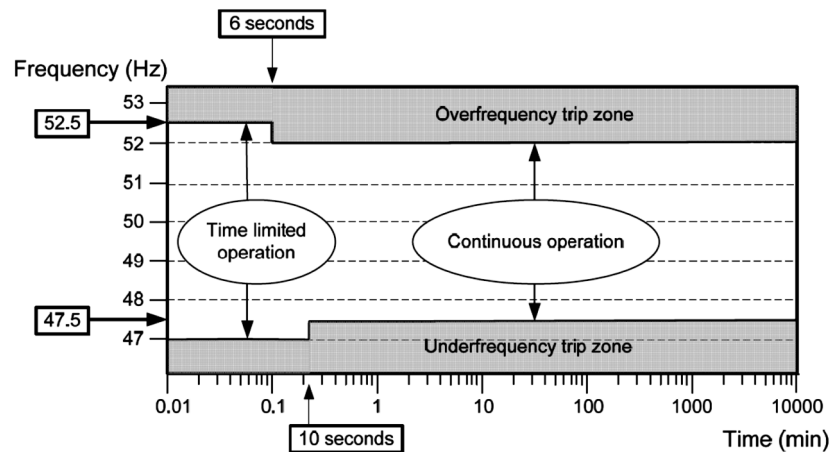 6 seconds
Frequency (Hz)
53
Overfrequency trip zone
52.5
52
51
50
Time limited
operation
Continuous operation
49
48
47.5
47
Underfrequency trip zone
0.01
0.1
1
10
100
1000
10000
10 seconds
Time (min)